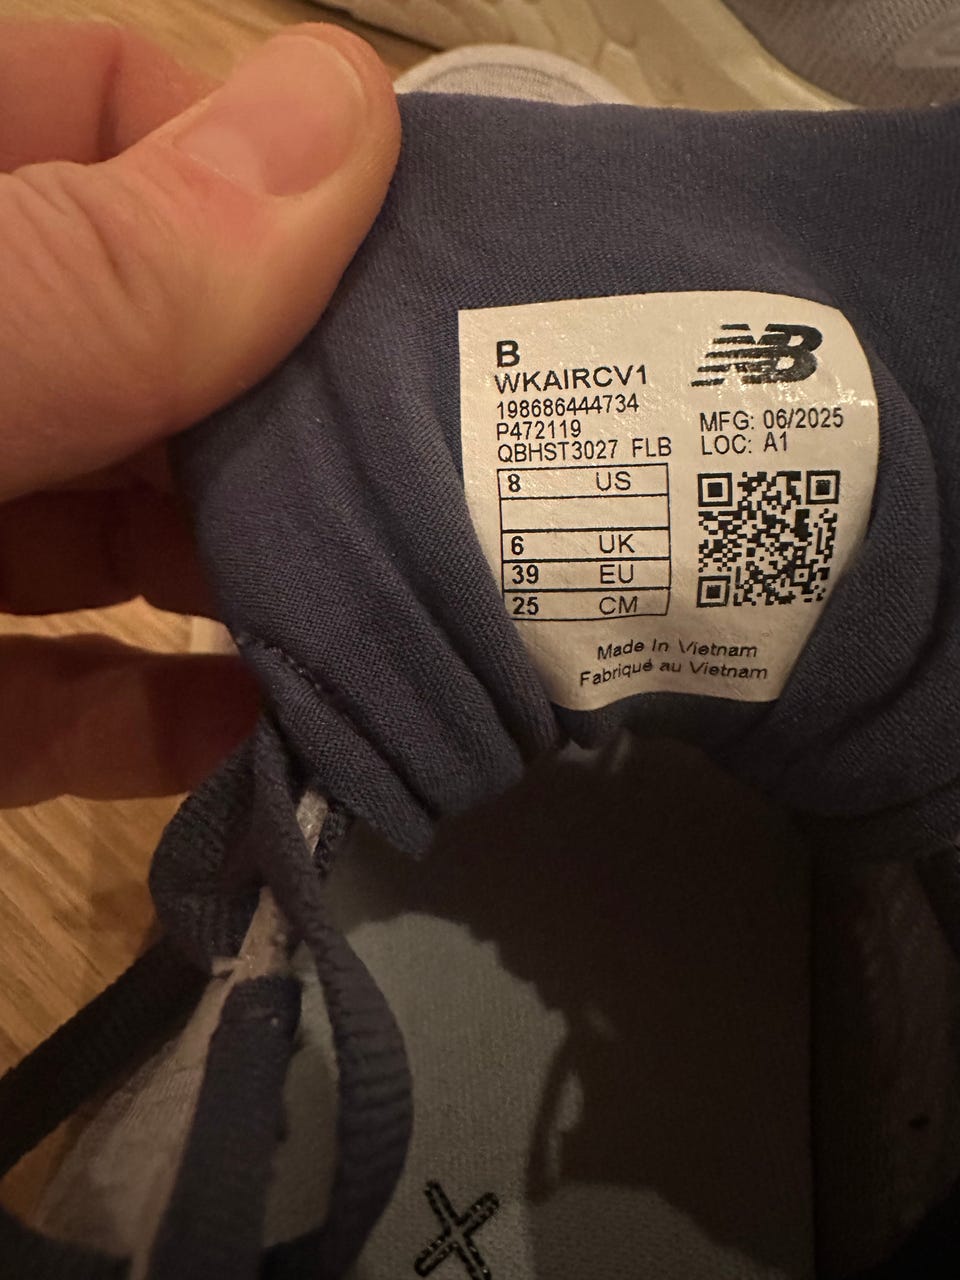 B
NB
WKAIRCV1
198686444734
P472119
QBHST3027 FLB
MFG: 06/2025
LOC: A1
8 US
6 UK
39 EU
25 CM
Made In Vietnam
Fabriqué au Vietnam
X